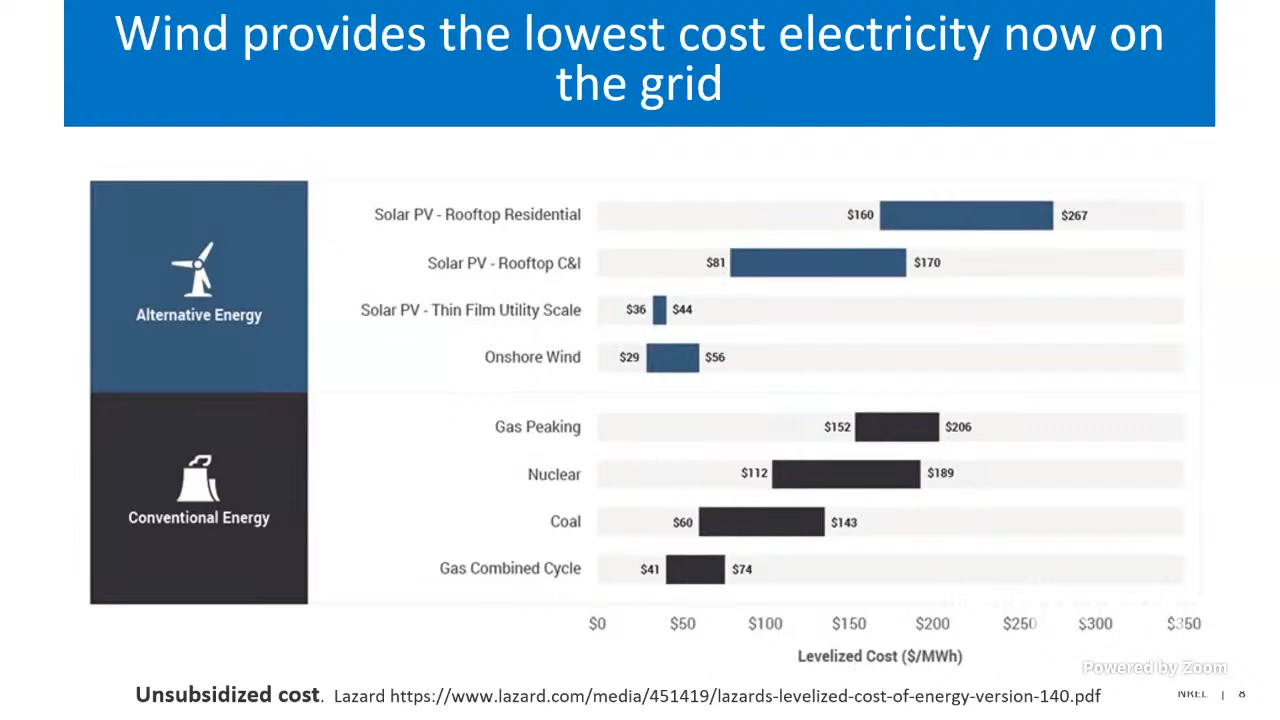 Wind provides the lowest cost electricity now on
the grid
Alternative Energy
Solar PV - Rooftop Residential $160 $267
Solar PV - Rooftop C&I $81 $170
Solar PV - Thin Film Utility Scale $36 $44
Onshore Wind $29 $56
Conventional Energy
Gas Peaking $152 $206
Nuclear $112 $189
Coal $60 $143
Gas Combined Cycle $41 $74
$0 $50 $100 $150 $200 $250 $300 $350
Levelized Cost ($/MWh)
Powered by Zoom
Unsubsidized cost. Lazard https://www.lazard.com/media/451419/lazards-levelized-cost-of-energy-version-140.pdf
NREL | 8